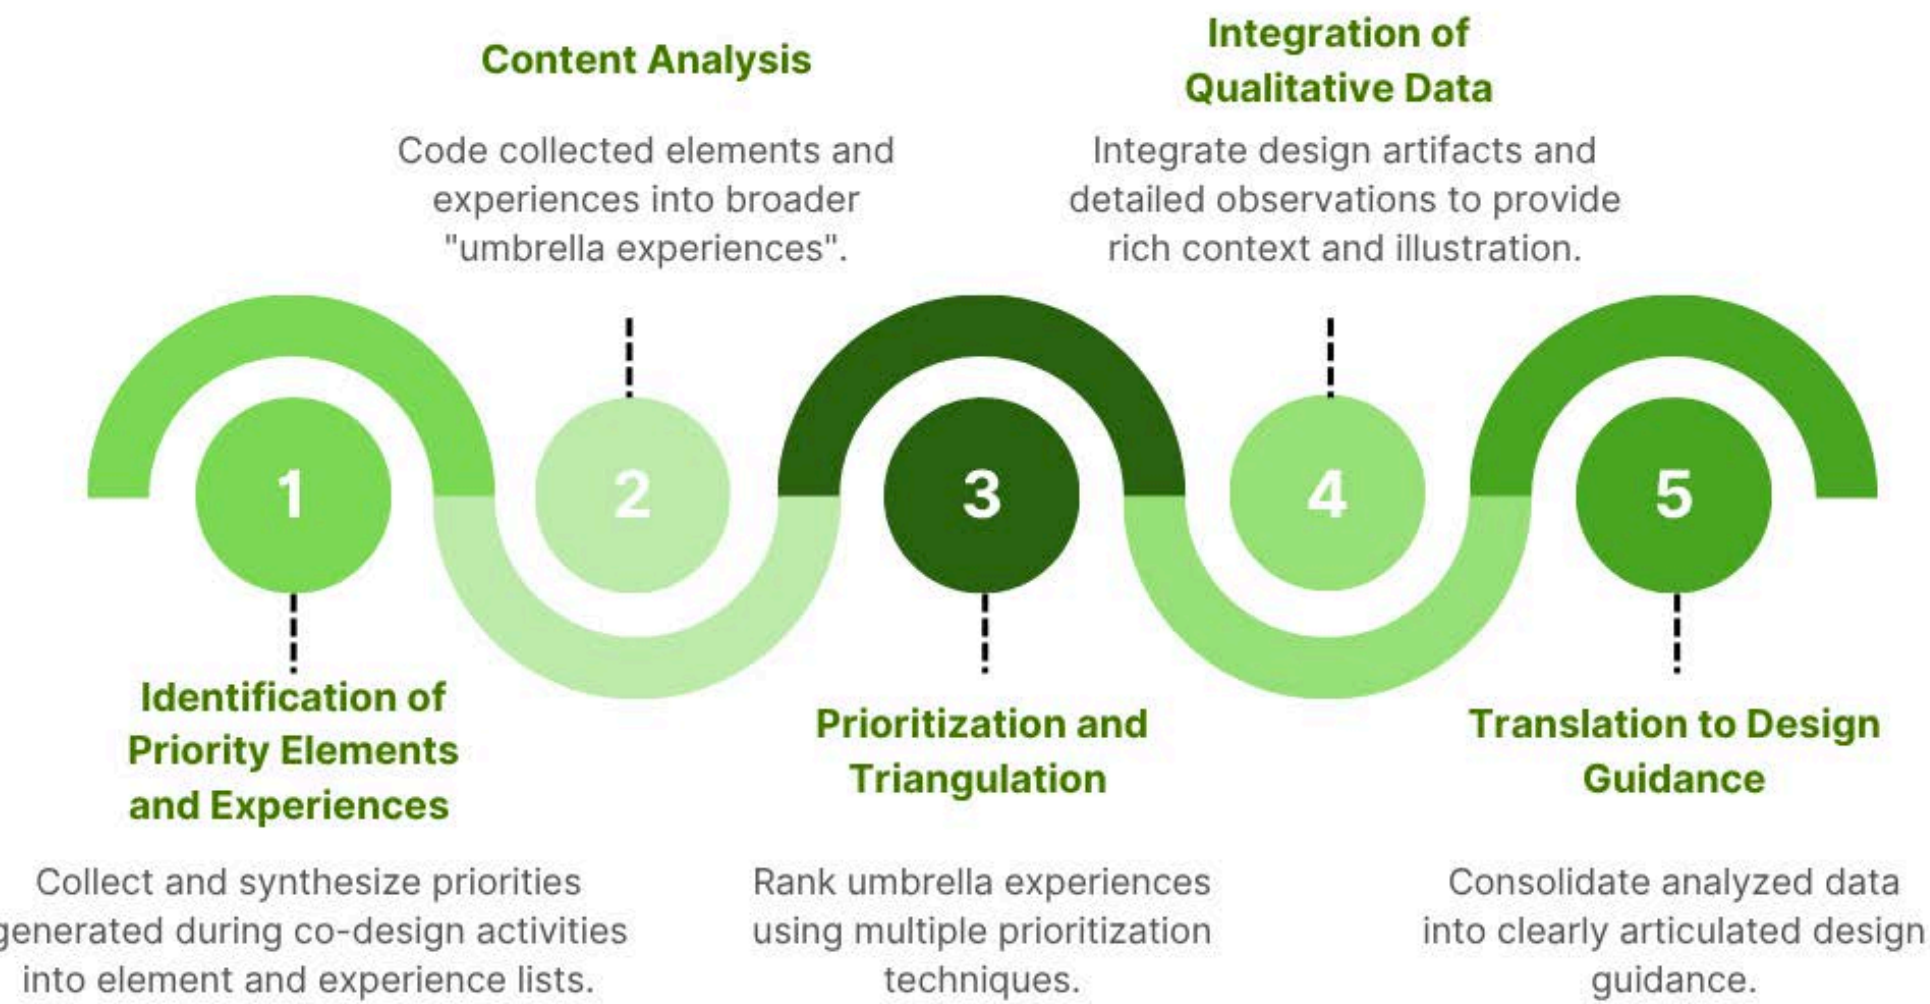 Content Analysis
Code collected elements and
experiences into broader
"umbrella experiences".
Integration of
Qualitative Data
Integrate design artifacts and
detailed observations to provide
rich context and illustration.
1
2
3
4
5
Identification of
Priority Elements
and Experiences
Collect and synthesize priorities
generated during co-design activities
into element and experience lists.
Prioritization and
Triangulation
Rank umbrella experiences
using multiple prioritization
techniques.
Translation to Design
Guidance
Consolidate analyzed data
into clearly articulated design
guidance.